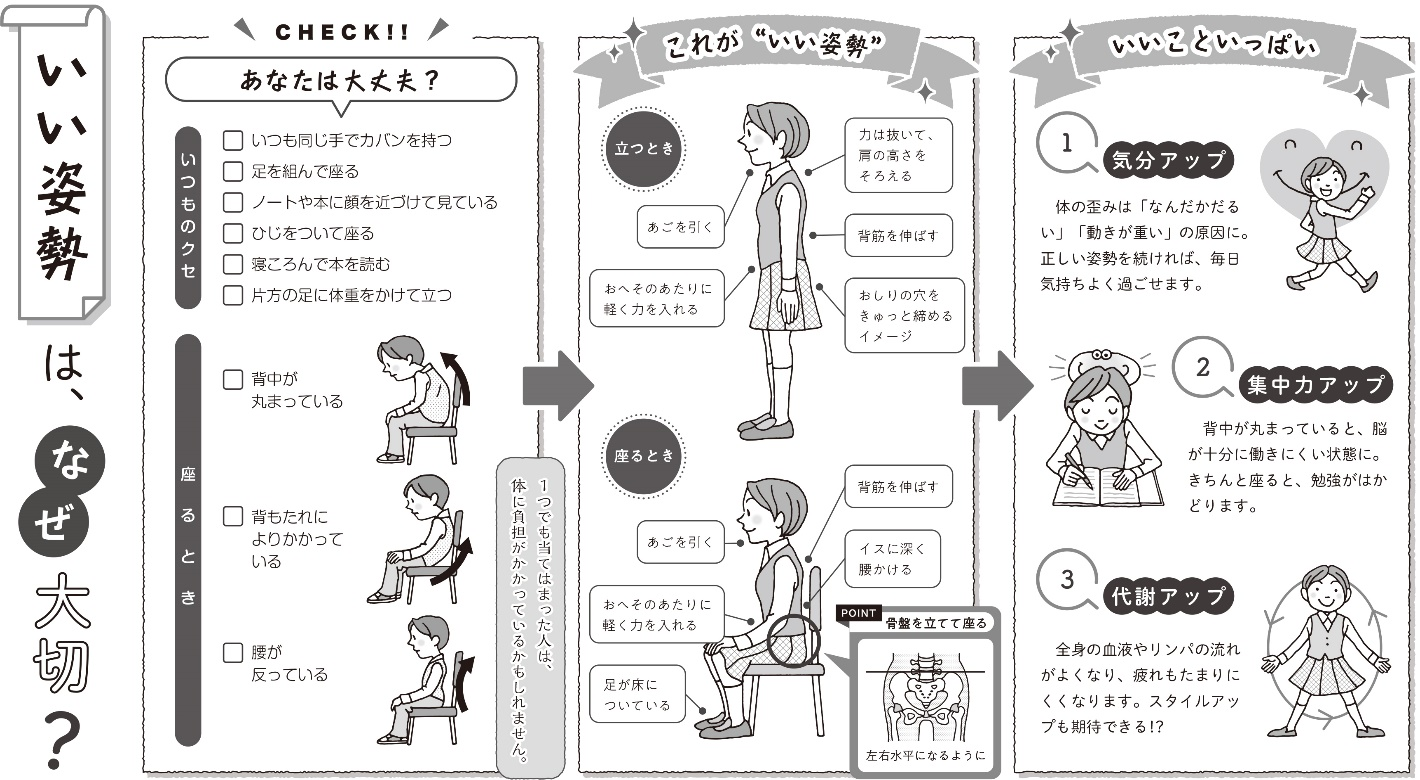 いい姿勢
は、
なぜ
大切?
CHECK!!
あなたは大丈夫?
いつものクセ
いつも同じ手でカバンを持つ
足を組んで座る
ノートや本に顔を近づけて見ている
ひじをついて座る
寝ころんで本を読む
片方の足に体重をかけて立つ
座るとき
背中が
丸まっている
背もたれに
よりかかって
いる
腰が
反っている
1つでも当てはまった人は、
体に負担がかかっているかもしれません。
これが“いい姿勢”
立つとき
力は抜いて、
肩の高さを
そろえる
あごを引く
背筋を伸ばす
おへそのあたりに
軽く力を入れる
おしりの穴を
きゅっと締める
イメージ
座るとき
背筋を伸ばす
あごを引く
イスに深く
腰かける
おへそのあたりに
軽く力を入れる
足が床に
ついている
POINT
骨盤を立てて座る
左右水平になるように
いいこといっぱい
1
気分アップ
体の歪みは「なんだかだる
い」「動きが重い」の原因に。
正しい姿勢を続ければ、毎日
気持ちよく過ごせます。
2
集中力アップ
背中が丸まっていると、脳
が十分に働きにくい状態に。
きちんと座ると、勉強がはか
どります。
3
代謝アップ
全身の血液やリンパの流れ
がよくなり、疲れもたまりに
くくなります。スタイルアッ
プも期待できる!?